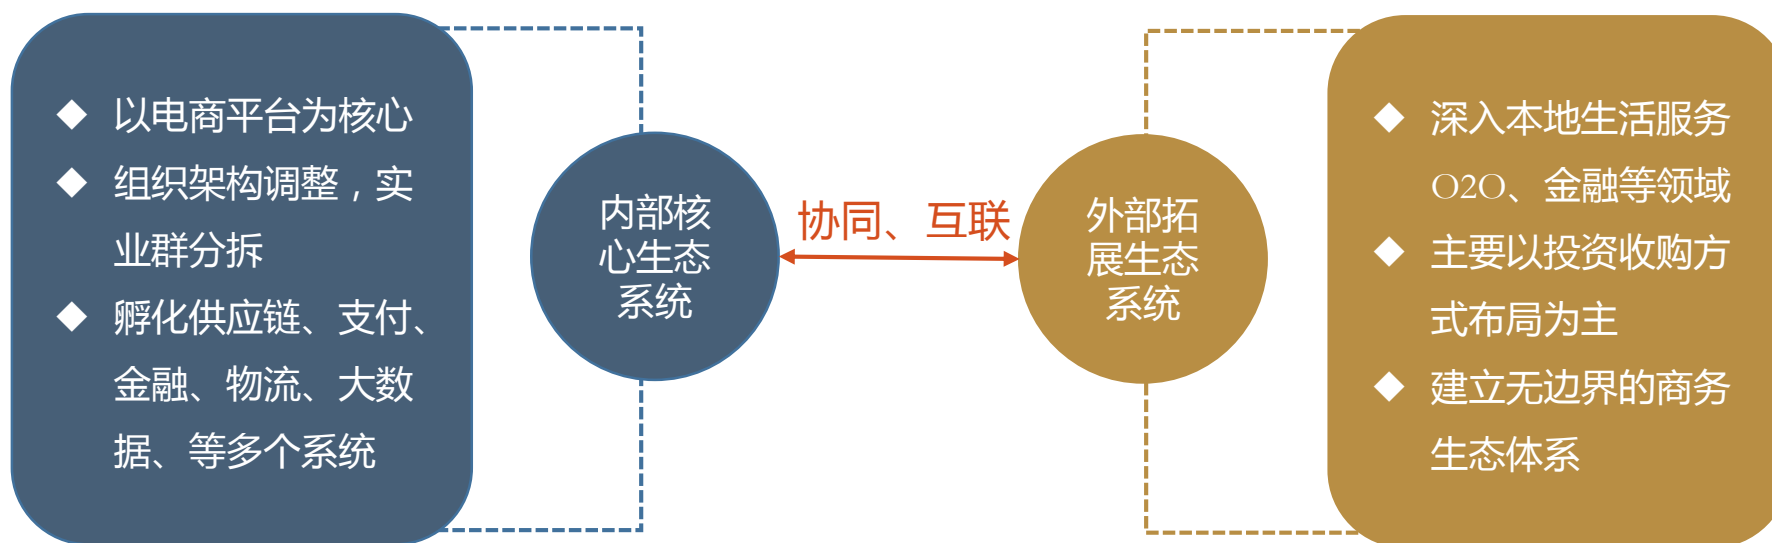 ◆ 以电商平台为核心
◆ 组织架构调整，实
业群分拆
◆ 孵化供应链、支付、
金融、物流、大数
据、等多个系统
内部核
心生态
系统
协同、互联
外部拓
展生态
系统
◆ 深入本地生活服务
O2O、金融等领域
◆ 主要以投资收购方
式布局为主
◆ 建立无边界的商务
生态体系